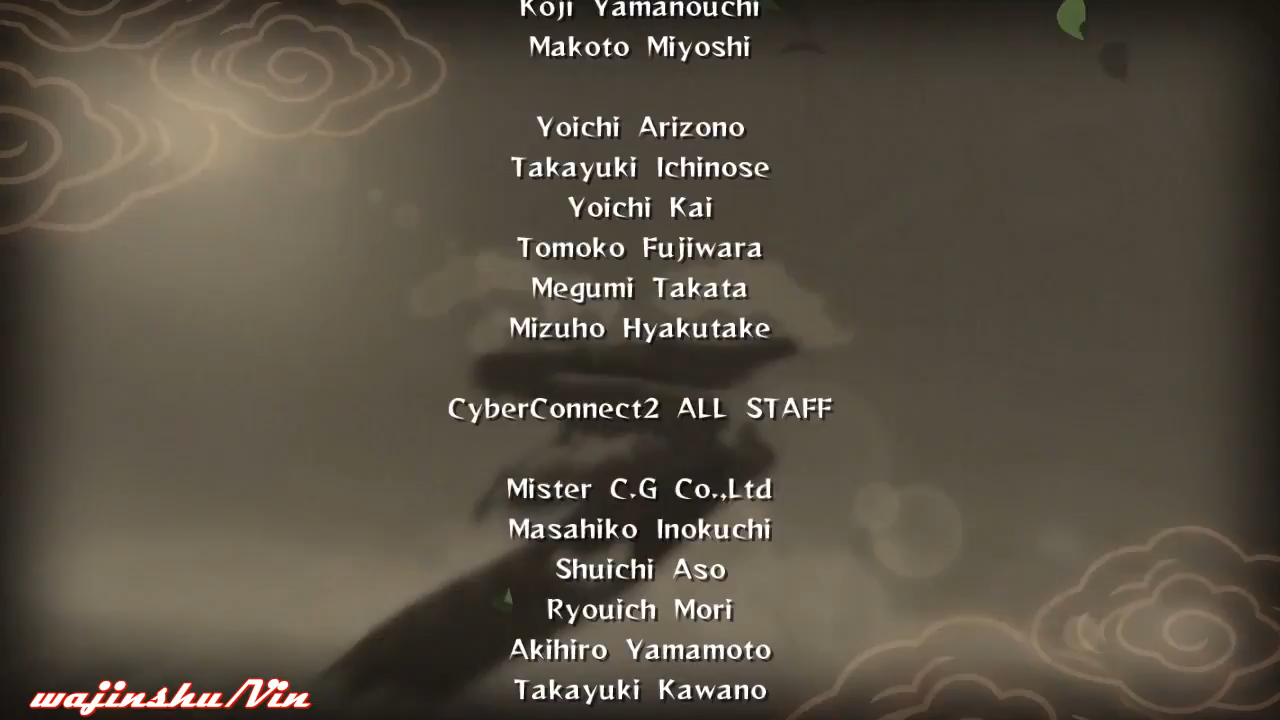 Koji Yamanouchi
Makoto Miyoshi
Yoichi Arizono
Takayuki Ichinose
Yoichi Kai
Tomoko Fujiwara
Megumi Takata
Mizuho Hyakutake
CyberConnect2 ALL STAFF
Mister C.G Co.,Ltd
Masahiko Inokuchi
Shuichi Aso
Ryouich Mori
Akihiro Yamamoto
Takayuki Kawano
wajinshu/Vin